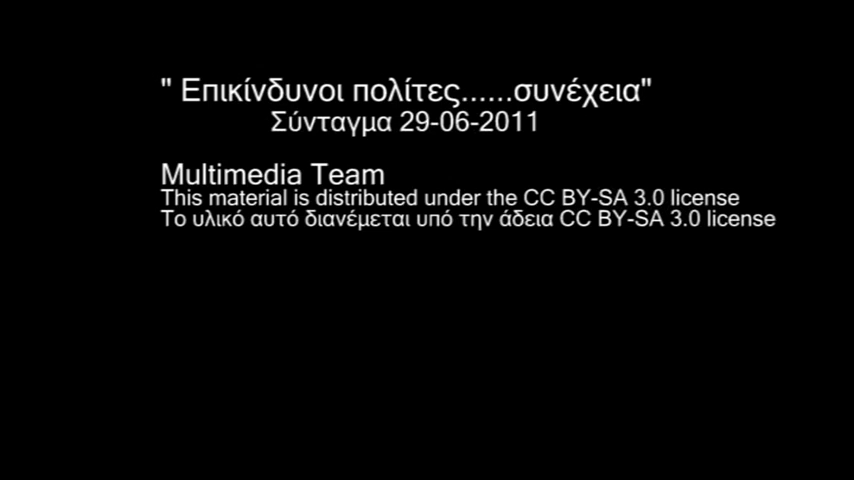 " Επικίνδυνοι πολίτες......συνέχεια"
Σύνταγμα 29-06-2011
Multimedia Team
This material is distributed under the CC BY-SA 3.0 license
Το υλικό αυτό διανέμεται υπό την άδεια CC BY-SA 3.0 license